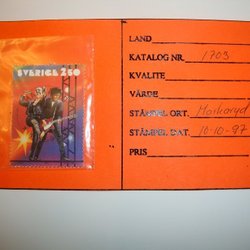 SVERIGE 2.50
LAND
KATALOG NR. 1703
KVALITE
VÄRDE
STÄMPEL ORT. Markaryd
STÄMPEL DAT. 10-10-97
PRIS